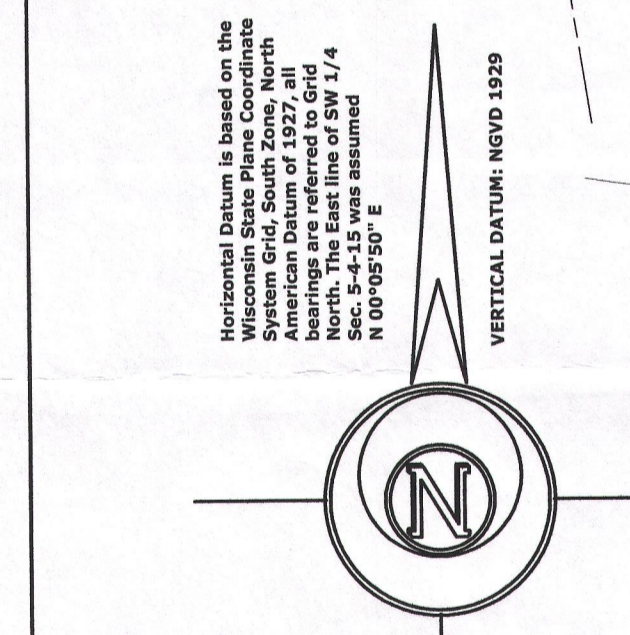 Horizontal Datum is based on the
Wisconsin State Plane Coordinate
System Grid, South Zone, North
American Datum of 1927, all
bearings are referred to Grid
North. The East line of SW 1/4
Sec. 5-4-15 was assumed
N 00°05'50" E
VERTICAL DATUM: NGVD 1929
N